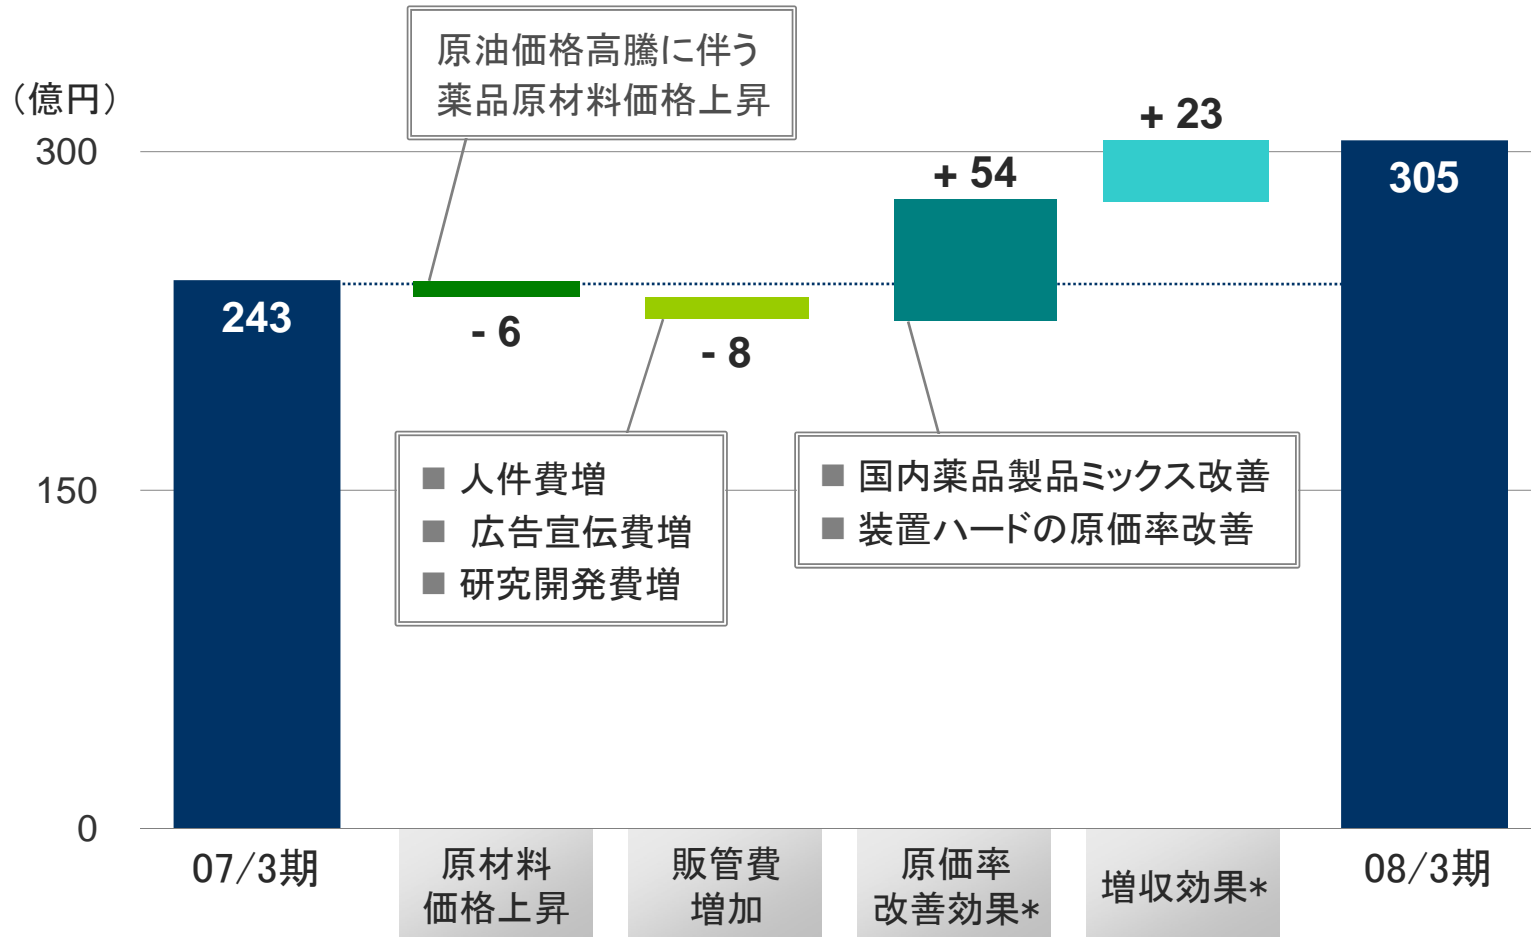 原油価格高騰に伴う
薬品原材料価格上昇
（億円）
300
150
0
243
- 6
- 8
+ 54
+ 23
305
■ 人件費増
■ 広告宣伝費増
■ 研究開発費増
■ 国内薬品製品ミックス改善
■ 装置ハードの原価率改善
07/3期
原材料
価格上昇
販管費
増加
原価率
改善効果*
増収効果*
08/3期